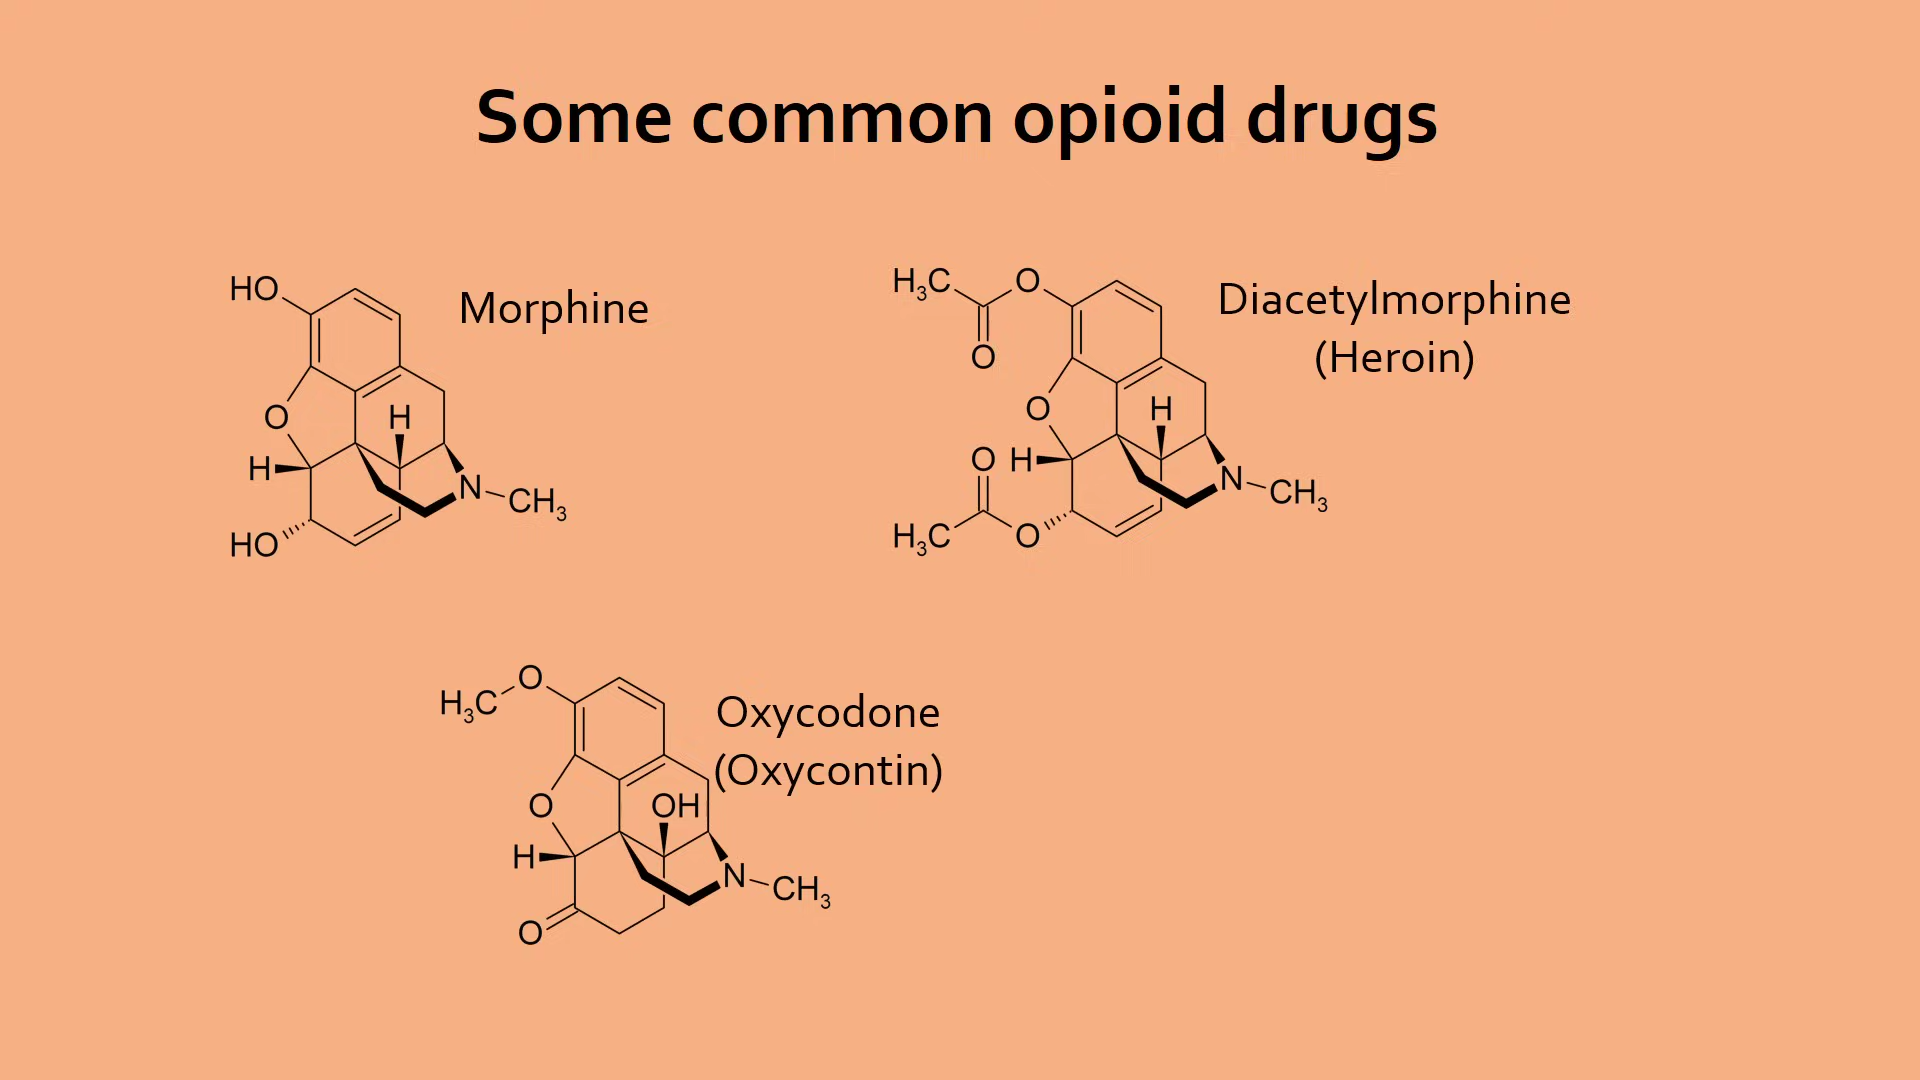 Some common opioid drugs
HO
Morphine
O
H
H
N
CH3
HO
H3C
O
Diacetylmorphine
(Heroin)
O
O
H
O
H
N
CH3
H3C
O
H3C
O
Oxycodone
(Oxycontin)
O
OH
H
N
CH3
O